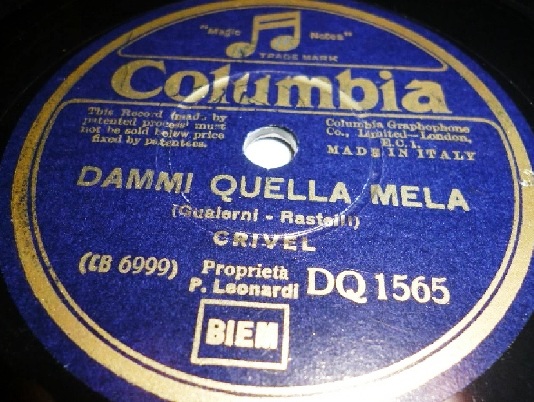 "Magic Notes"
TRADE MARK
Columbia
This Record made by
patented process must
not be sold below price
fixed by patentees.
Columbia Graphophone
Co., Limited—London,
E.C.1.
MADE IN ITALY
DAMMI QUELLA MELA
(Gualerni - Rastelli)
CRIVEL
(CB 6999)
Proprietà
P. Leonardi
DQ 1565
BIEM